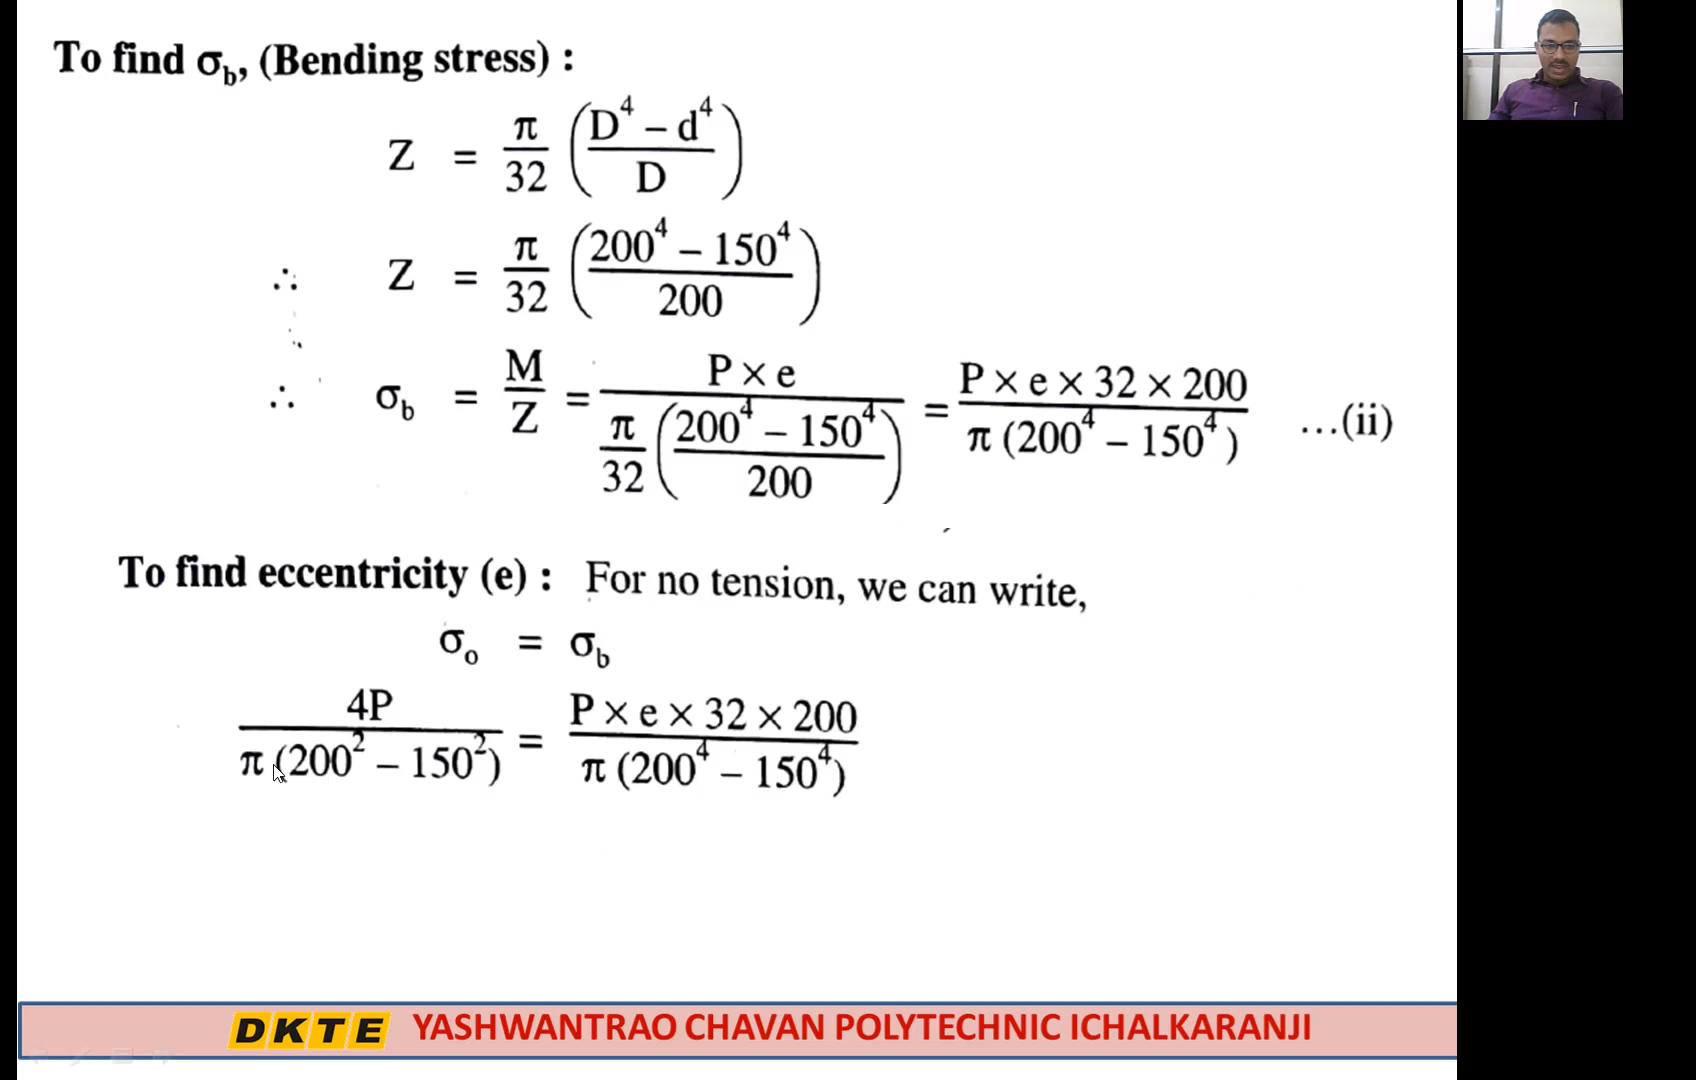 To find σb, (Bending stress) :
Z = π/32 ((D⁴ – d⁴)/D)
∴ Z = π/32 ((200⁴ – 150⁴)/200)
∴ σb = M/Z = (P × e)/(π/32 ((200⁴ – 150⁴)/200)) = (P × e × 32 × 200)/(π (200⁴ – 150⁴)) ...(ii)
To find eccentricity (e) : For no tension, we can write,
σo = σb
4P/(π (200² – 150²)) = (P × e × 32 × 200)/(π (200⁴ – 150⁴))
DKTE YASHWANTRAO CHAVAN POLYTECHNIC ICHALKARANJI